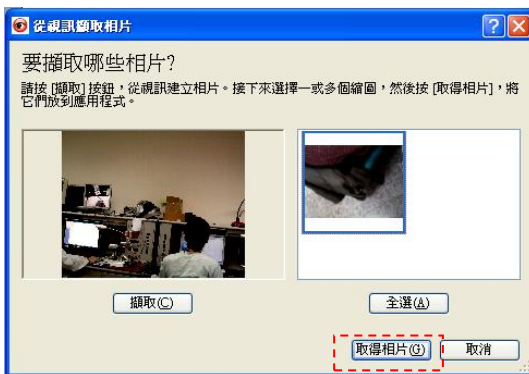 從視訊擷取相片
要擷取哪些相片?
請按 [擷取] 按鈕，從視訊建立相片。接下來選擇一或多個縮圖，然後按 [取得相片]，將
它們放到應用程式。
擷取(C)
全選(A)
取得相片(G)
取消